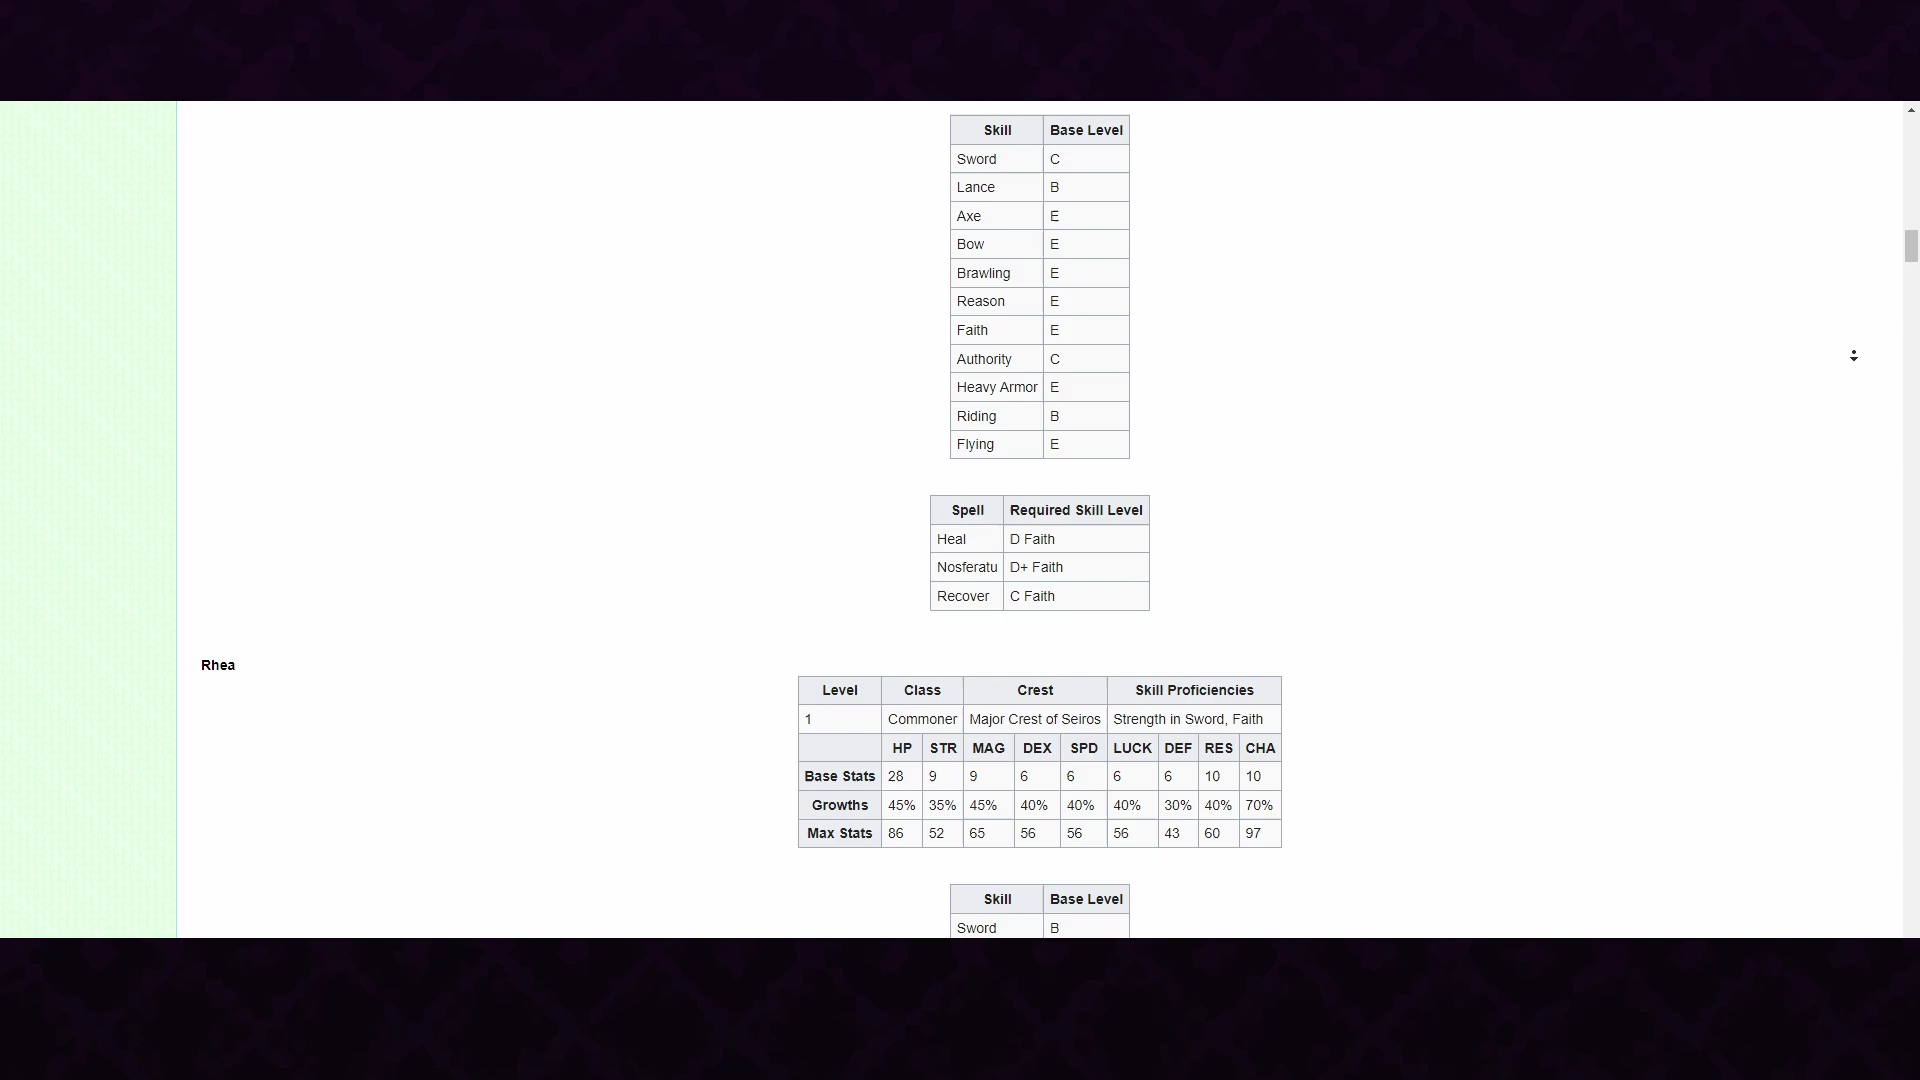 Skill Base Level
Sword C
Lance B
Axe E
Bow E
Brawling E
Reason E
Faith E
Authority C
Heavy Armor E
Riding B
Flying E
Spell Required Skill Level
Heal D Faith
Nosferatu D+ Faith
Recover C Faith
Rhea
Level Class Crest Skill Proficiencies
1 Commoner Major Crest of Seiros Strength in Sword, Faith
HP STR MAG DEX SPD LUCK DEF RES CHA
Base Stats 28 9 9 6 6 6 6 10 10
Growths 45% 35% 45% 40% 40% 40% 30% 40% 70%
Max Stats 86 52 65 56 56 56 43 60 97
Skill Base Level
Sword B